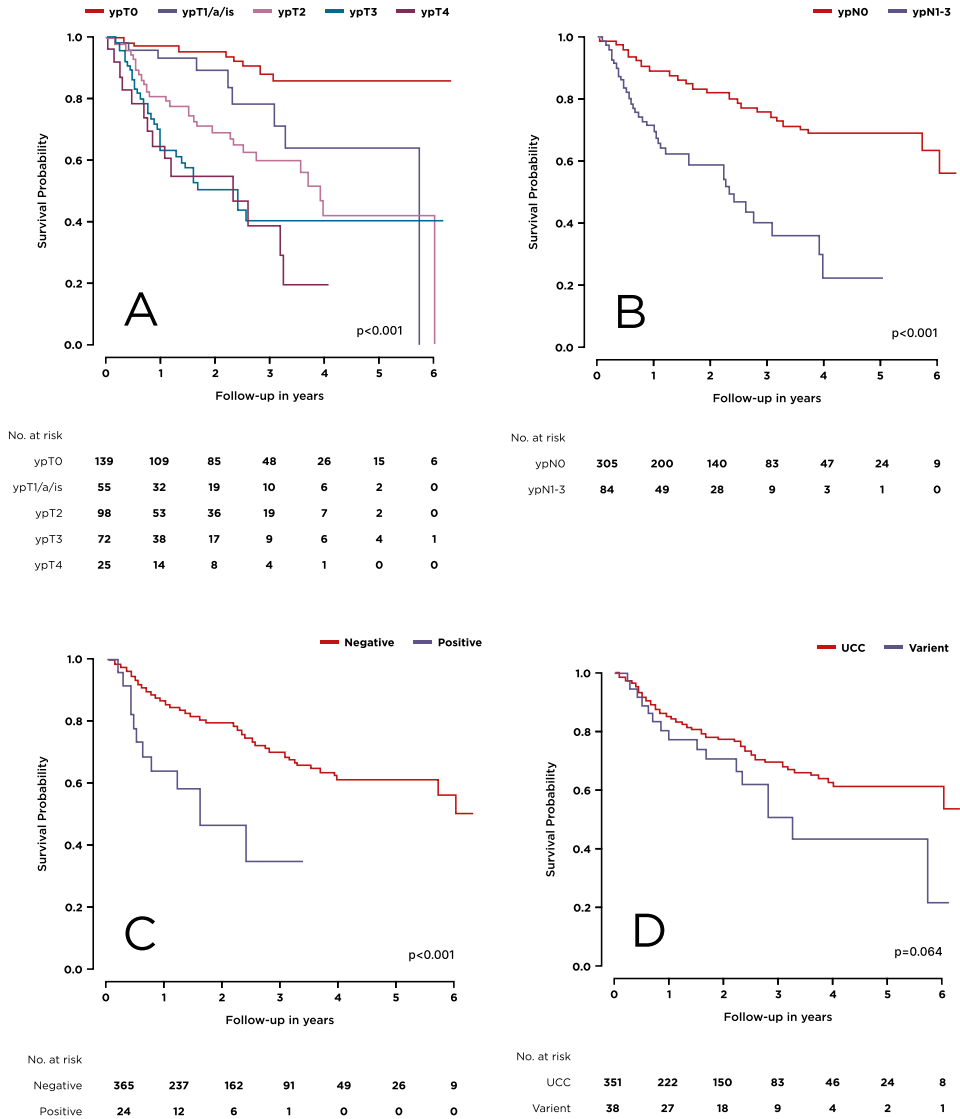 ypT0 ypT1/a/is ypT2 ypT3 ypT4
1.0
0.8
0.6
0.4
0.2
0.0
Survival Probability
A
p<0.001
0 1 2 3 4 5 6
Follow-up in years
No. at risk
ypT0 139 109 85 48 26 15 6
ypT1/a/is 55 32 19 10 6 2 0
ypT2 98 53 36 19 7 2 0
ypT3 72 38 17 9 6 4 1
ypT4 25 14 8 4 1 0 0
ypN0 ypN1-3
1.0
0.8
0.6
0.4
0.2
0.0
Survival Probability
B
p<0.001
0 1 2 3 4 5 6
Follow-up in years
No. at risk
ypN0 305 200 140 83 47 24 9
ypN1-3 84 49 28 9 3 1 0
Negative Positive
1.0
0.8
0.6
0.4
0.2
0.0
Survival Probability
C
p<0.001
0 1 2 3 4 5 6
Follow-up in years
No. at risk
Negative 365 237 162 91 49 26 9
Positive 24 12 6 1 0 0 0
UCC Varient
1.0
0.8
0.6
0.4
0.2
0.0
Survival Probability
D
p=0.064
0 1 2 3 4 5 6
Follow-up in years
No. at risk
UCC 351 222 150 83 46 24 8
Varient 38 27 18 9 4 2 1